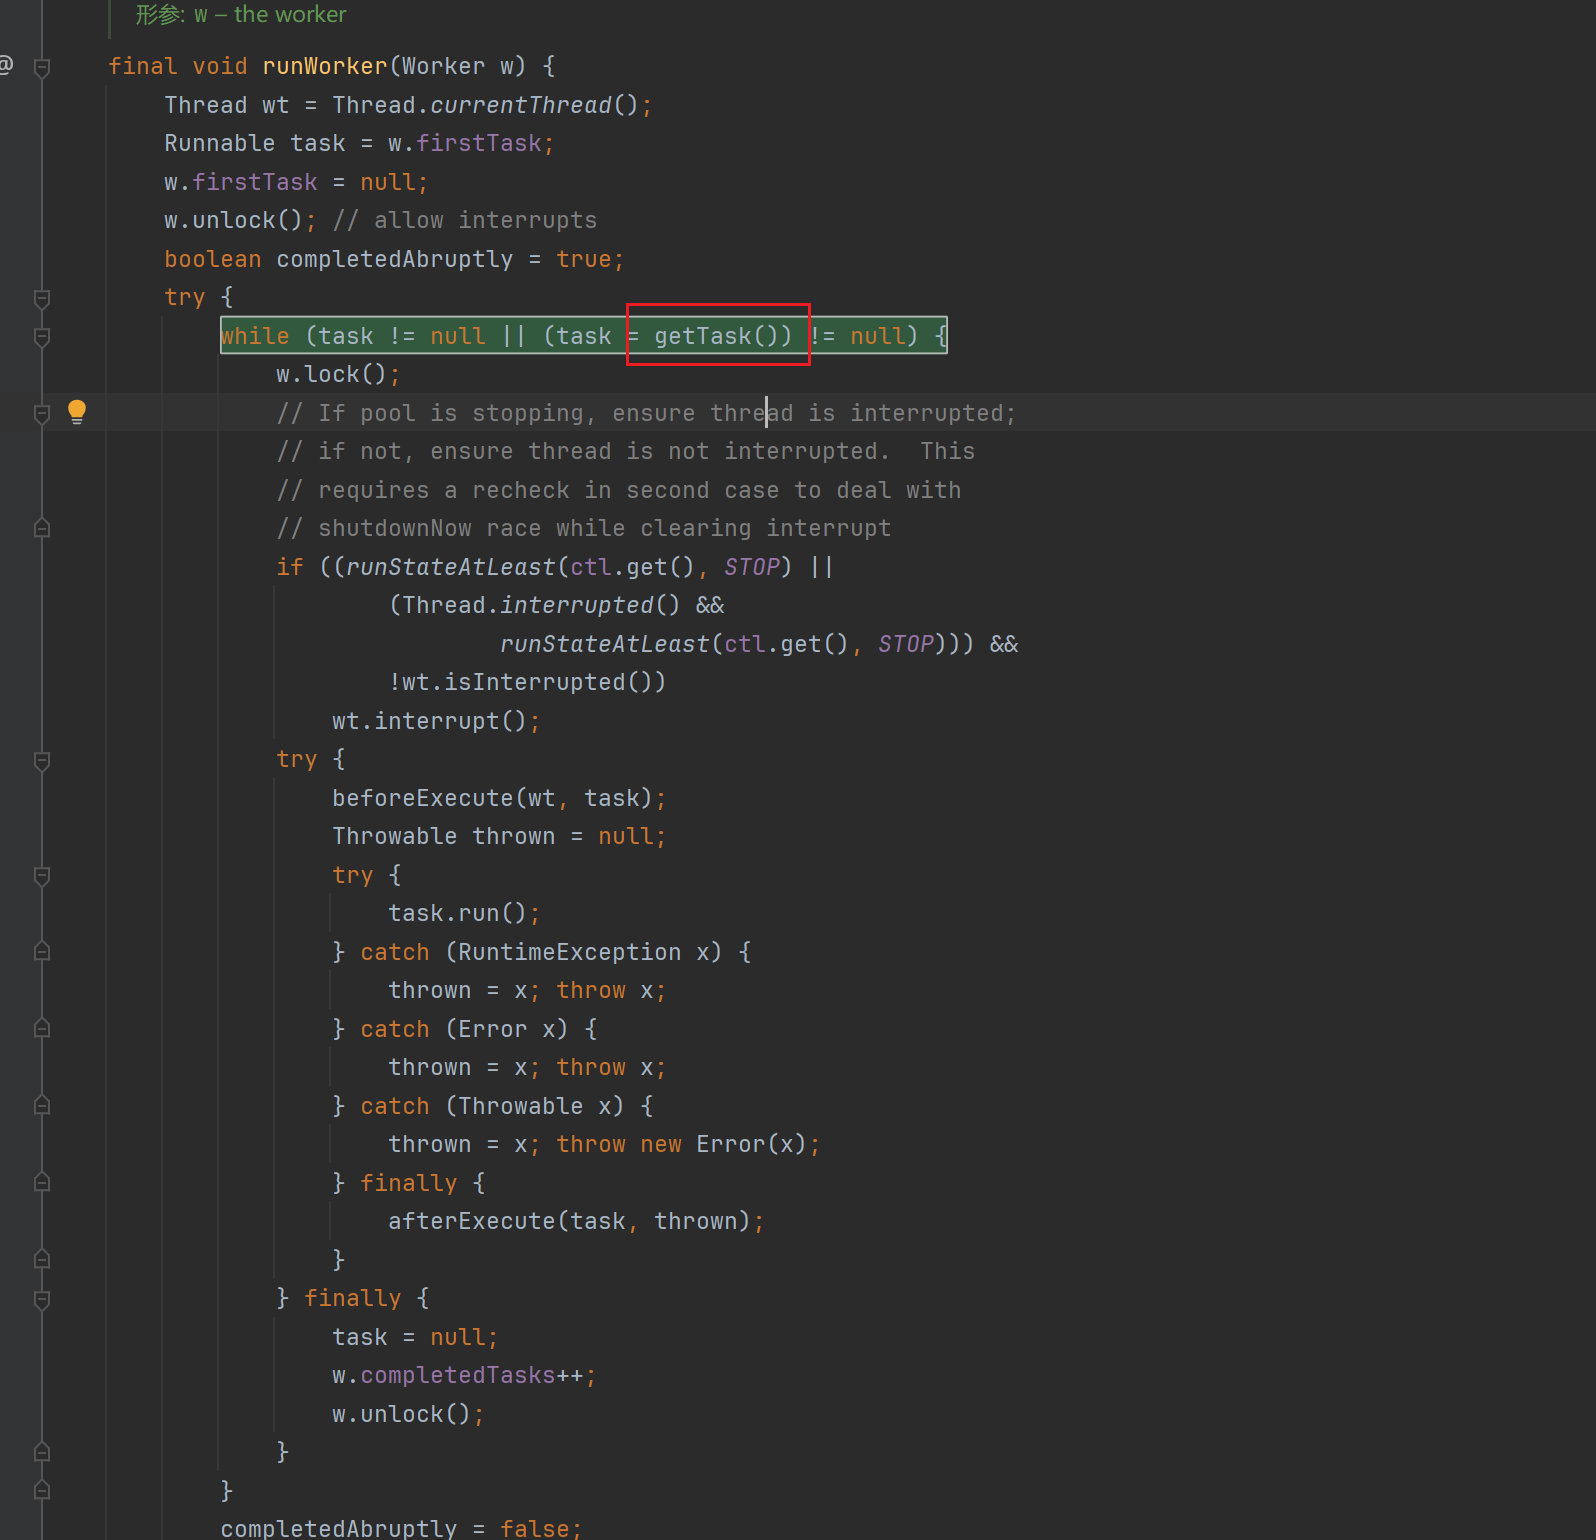 形参: w – the worker
@
final void runWorker(Worker w) {
Thread wt = Thread.currentThread();
Runnable task = w.firstTask;
w.firstTask = null;
w.unlock(); // allow interrupts
boolean completedAbruptly = true;
try {
while (task != null || (task = getTask()) != null) {
w.lock();
// If pool is stopping, ensure thread is interrupted;
// if not, ensure thread is not interrupted.  This
// requires a recheck in second case to deal with
// shutdownNow race while clearing interrupt
if ((runStateAtLeast(ctl.get(), STOP) ||
(Thread.interrupted() &&
runStateAtLeast(ctl.get(), STOP))) &&
!wt.isInterrupted())
wt.interrupt();
try {
beforeExecute(wt, task);
Throwable thrown = null;
try {
task.run();
} catch (RuntimeException x) {
thrown = x; throw x;
} catch (Error x) {
thrown = x; throw x;
} catch (Throwable x) {
thrown = x; throw new Error(x);
} finally {
afterExecute(task, thrown);
}
} finally {
task = null;
w.completedTasks++;
w.unlock();
}
}
completedAbruptly = false;